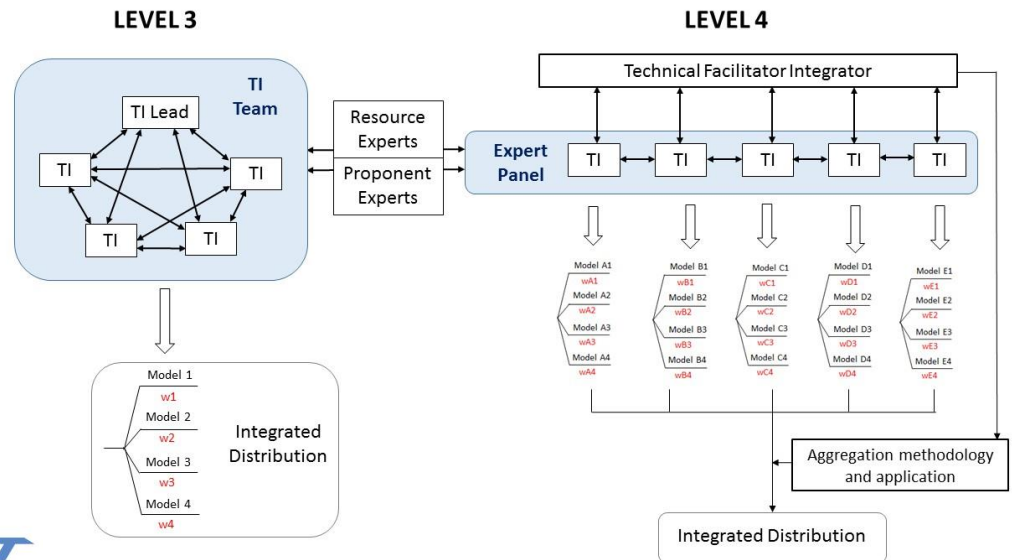 LEVEL 3
TI
Team
TI Lead
TI
TI
TI
TI
Model 1
w1
Model 2
w2
Model 3
w3
Model 4
w4
Integrated
Distribution
Resource
Experts
Proponent
Experts
LEVEL 4
Technical Facilitator Integrator
Expert
Panel
TI
TI
TI
TI
TI
Model A1
wA1
Model A2
wA2
Model A3
wA3
Model A4
wA4
Model B1
wB1
Model B2
wB2
Model B3
wB3
Model B4
wB4
Model C1
wC1
Model C2
wC2
Model C3
wC3
Model C4
wC4
Model D1
wD1
Model D2
wD2
Model D3
wD3
Model D4
wD4
Model E1
wE1
Model E2
wE2
Model E3
wE3
Model E4
wE4
Aggregation methodology
and application
Integrated Distribution